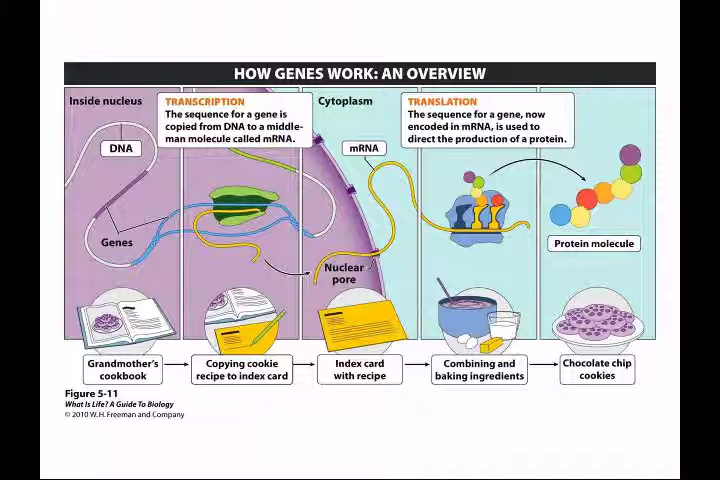 HOW GENES WORK: AN OVERVIEW
Inside nucleus
TRANSCRIPTION
The sequence for a gene is
copied from DNA to a middle-
man molecule called mRNA.
Cytoplasm
TRANSLATION
The sequence for a gene, now
encoded in mRNA, is used to
direct the production of a protein.
DNA
mRNA
Genes
Nuclear
pore
Protein molecule
Grandmother's
cookbook
Copying cookie
recipe to index card
Index card
with recipe
Combining and
baking ingredients
Chocolate chip
cookies
Figure 5-11
What Is Life? A Guide To Biology
© 2010 W. H. Freeman and Company